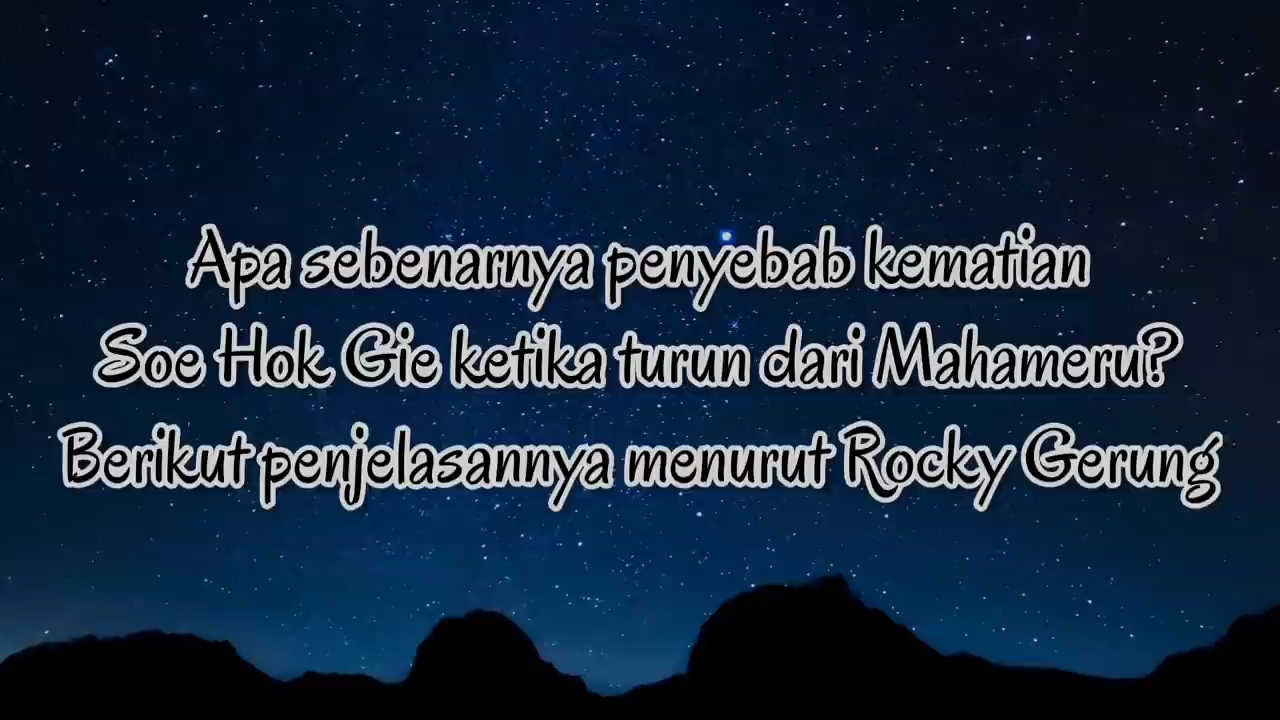 Apa sebenarnya penyebab kematian
Soe Hok Gie ketika turun dari Mahameru?
Berikut penjelasannya menurut Rocky Gerung